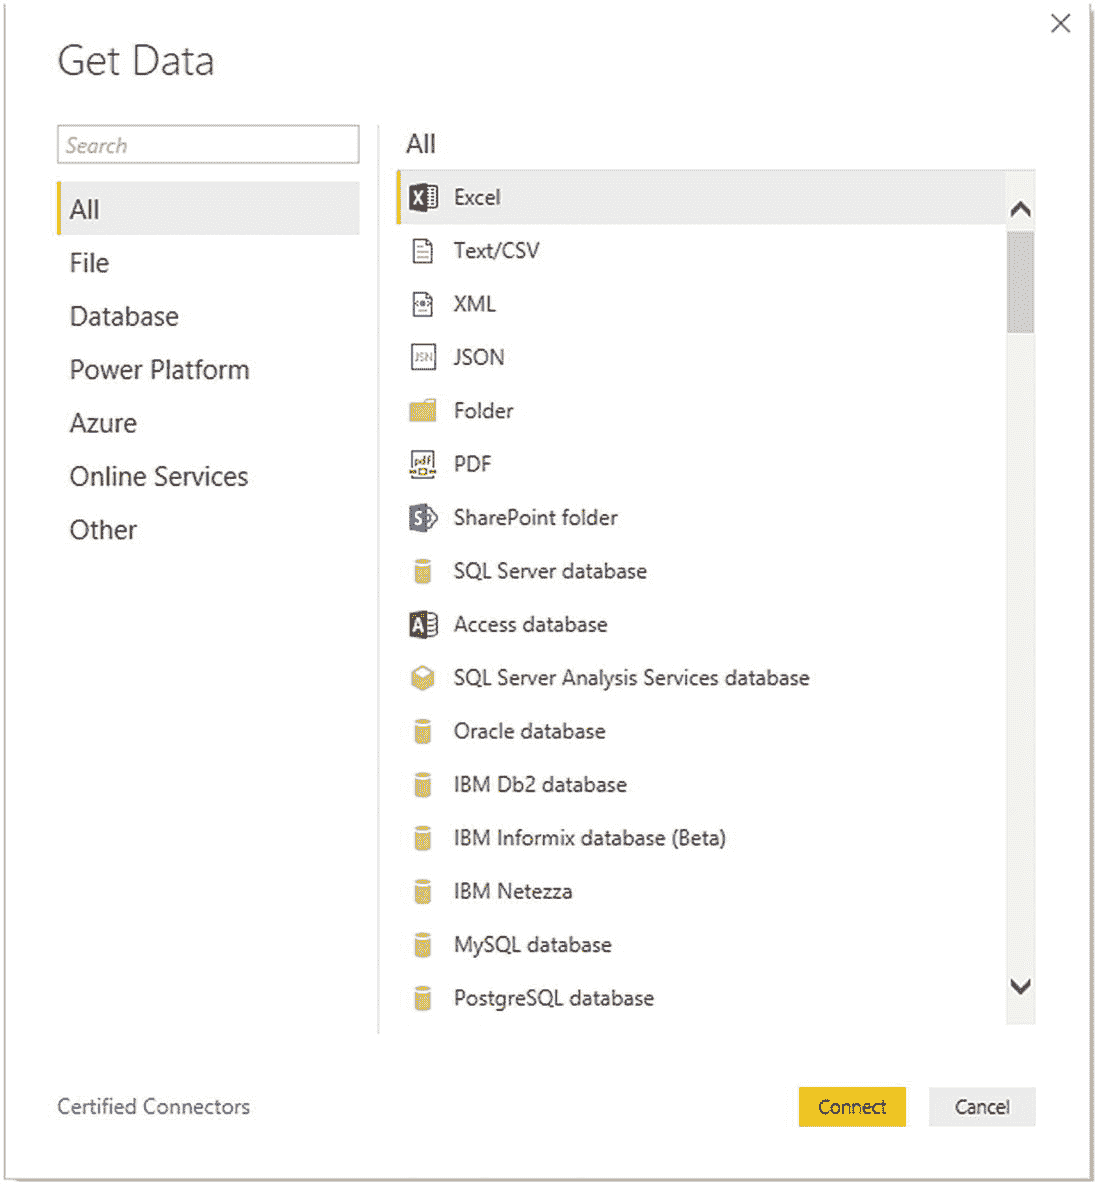 Get Data
Search
All
File
Database
Power Platform
Azure
Online Services
Other
All
Excel
Text/CSV
XML
JSN
JSON
Folder
pdf
PDF
S
SharePoint folder
SQL Server database
A
Access database
SQL Server Analysis Services database
Oracle database
IBM Db2 database
IBM Informix database (Beta)
IBM Netezza
MySQL database
PostgreSQL database
Certified Connectors
Connect
Cancel